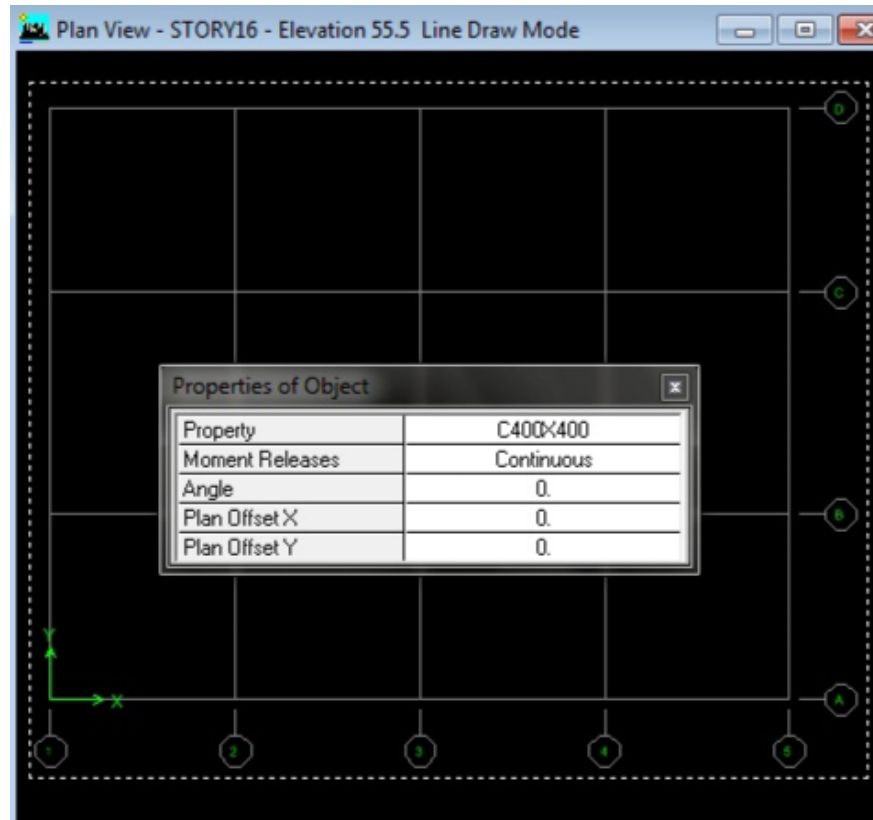 Plan View - STORY16 - Elevation 55.5 Line Draw Mode
D
C
Properties of Object
Property C400X400
Moment Releases Continuous
Angle 0.
Plan Offset X 0.
Plan Offset Y 0.
B
Y
X
A
1 2 3 4 5